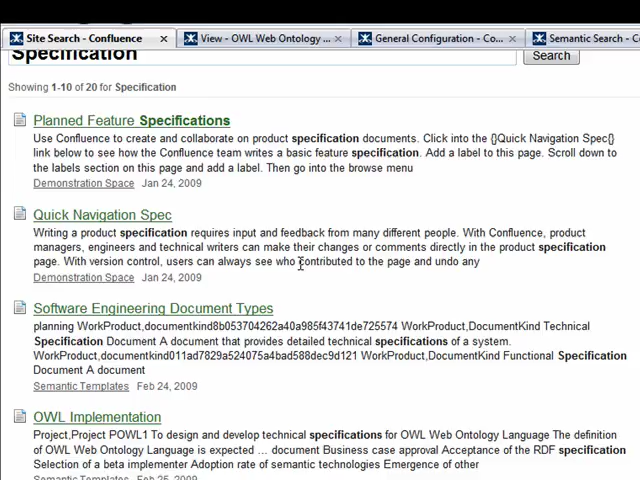 Site Search - Confluence
View - OWL Web Ontology ...
General Configuration - Co...
Semantic Search - C
Specification
Search
Showing 1-10 of 20 for Specification
Planned Feature Specifications
Use Confluence to create and collaborate on product specification documents. Click into the {}Quick Navigation Spec{}
link below to see how the Confluence team writes a basic feature specification. Add a label to this page. Scroll down to
the labels section on this page and add a label. Then go into the browse menu
Demonstration Space Jan 24, 2009
Quick Navigation Spec
Writing a product specification requires input and feedback from many different people. With Confluence, product
managers, engineers and technical writers can make their changes or comments directly in the product specification
page. With version control, users can always see who contributed to the page and undo any
Demonstration Space Jan 24, 2009
Software Engineering Document Types
planning WorkProduct,documentkind8b053704262a40a985f43741de725574 WorkProduct,DocumentKind Technical
Specification Document A document that provides detailed technical specifications of a system.
WorkProduct,documentkind011ad7829a524075a4bad588dec9d121 WorkProduct,DocumentKind Functional Specification
Document A document
Semantic Templates Feb 24, 2009
OWL Implementation
Project,Project POWL1 To design and develop technical specifications for OWL Web Ontology Language The definition
of OWL Web Ontology Language is expected ... document Business case approval Acceptance of the RDF specification
Selection of a beta implementer Adoption rate of semantic technologies Emergence of other
Semantic Templates Feb 25, 2009